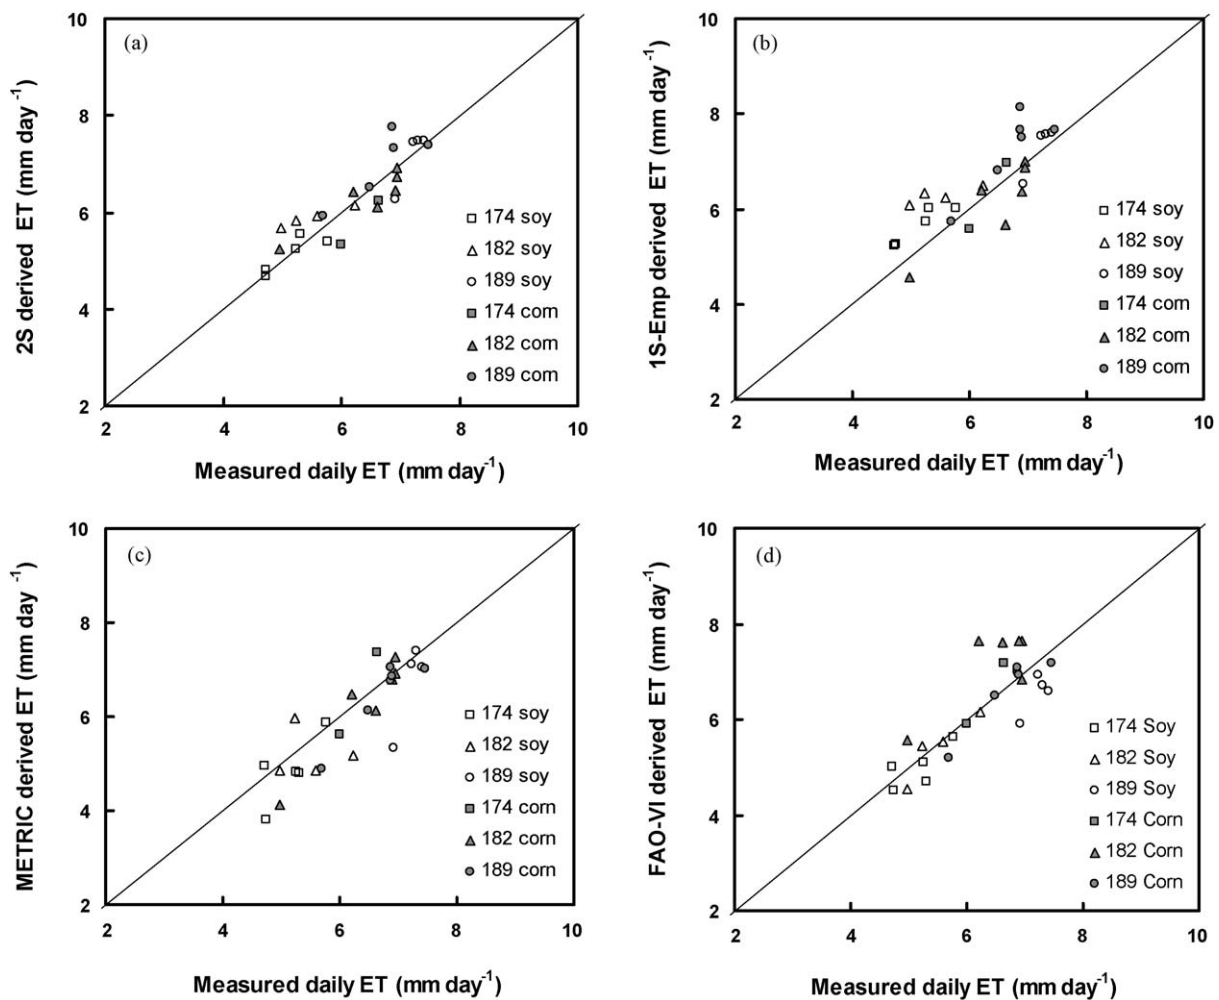 (a)
2S derived ET (mm day⁻¹)
10
8
6
4
2
174 soy
182 soy
189 soy
174 corn
182 corn
189 corn
2 4 6 8 10
Measured daily ET (mm day⁻¹)
(b)
1S-Emp derived ET (mm day⁻¹)
10
8
6
4
2
174 soy
182 soy
189 soy
174 corn
182 corn
189 corn
2 4 6 8 10
Measured daily ET (mm day⁻¹)
(c)
METRIC derived ET (mm day⁻¹)
10
8
6
4
2
174 soy
182 soy
189 soy
174 corn
182 corn
189 corn
2 4 6 8 10
Measured daily ET (mm day⁻¹)
(d)
FAO-VI derived ET (mm day⁻¹)
10
8
6
4
2
174 Soy
182 Soy
189 Soy
174 Corn
182 Corn
189 Corn
2 4 6 8 10
Measured daily ET (mm day⁻¹)